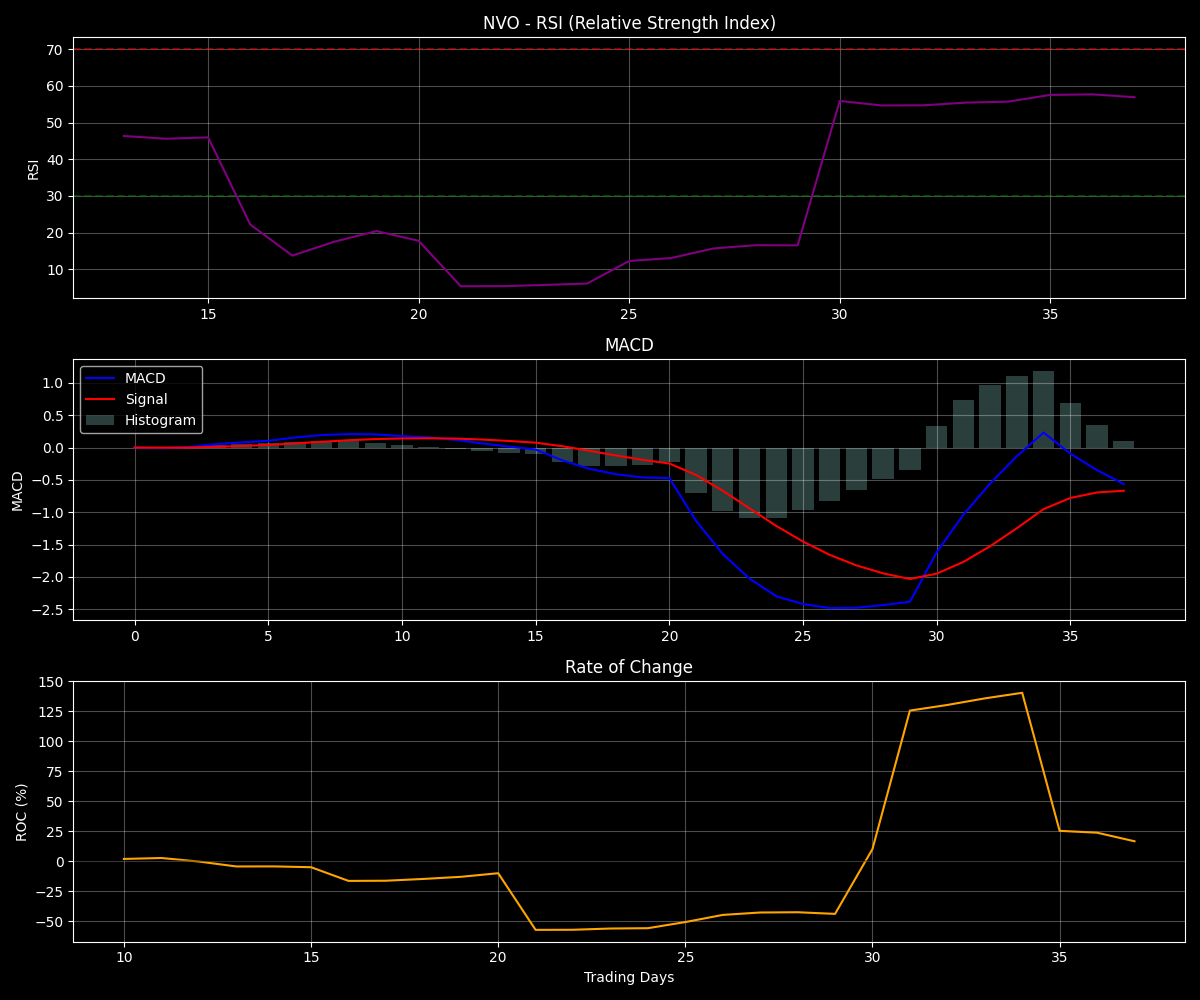 NVO - RSI (Relative Strength Index)
70
60
50
40
30
20
10
RSI
15 20 25 30 35
MACD
MACD
Signal
Histogram
1.0
0.5
0.0
−0.5
−1.0
−1.5
−2.0
−2.5
MACD
0 5 10 15 20 25 30 35
Rate of Change
150
125
100
75
50
25
0
−25
−50
ROC (%)
10 15 20 25 30 35
Trading Days